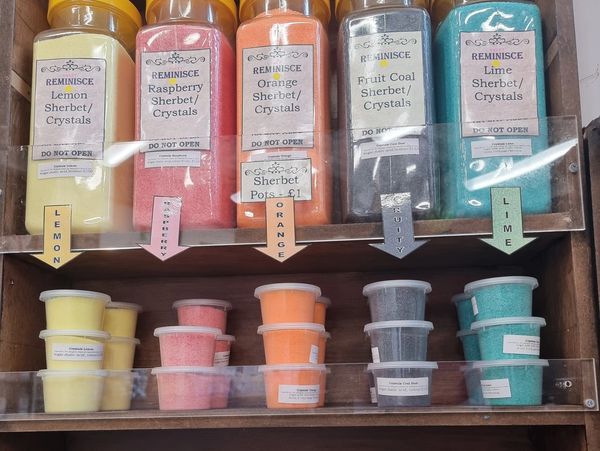 REMINISCE
Lemon
Sherbet/
Crystals
DO NOT OPEN
REMINISCE
Raspberry
Sherbet/
Crystals
DO NOT OPEN
REMINISCE
Orange
Sherbet/
Crystals
DO NOT OPEN
REMINISCE
Fruit Coal
Sherbet/
Crystals
DO NOT OPEN
REMINISCE
Lime
Sherbet/
Crystals
DO NOT OPEN
Sherbet
Pots - £1
LEMON
RASPBERRY
ORANGE
FRUITY
LIME